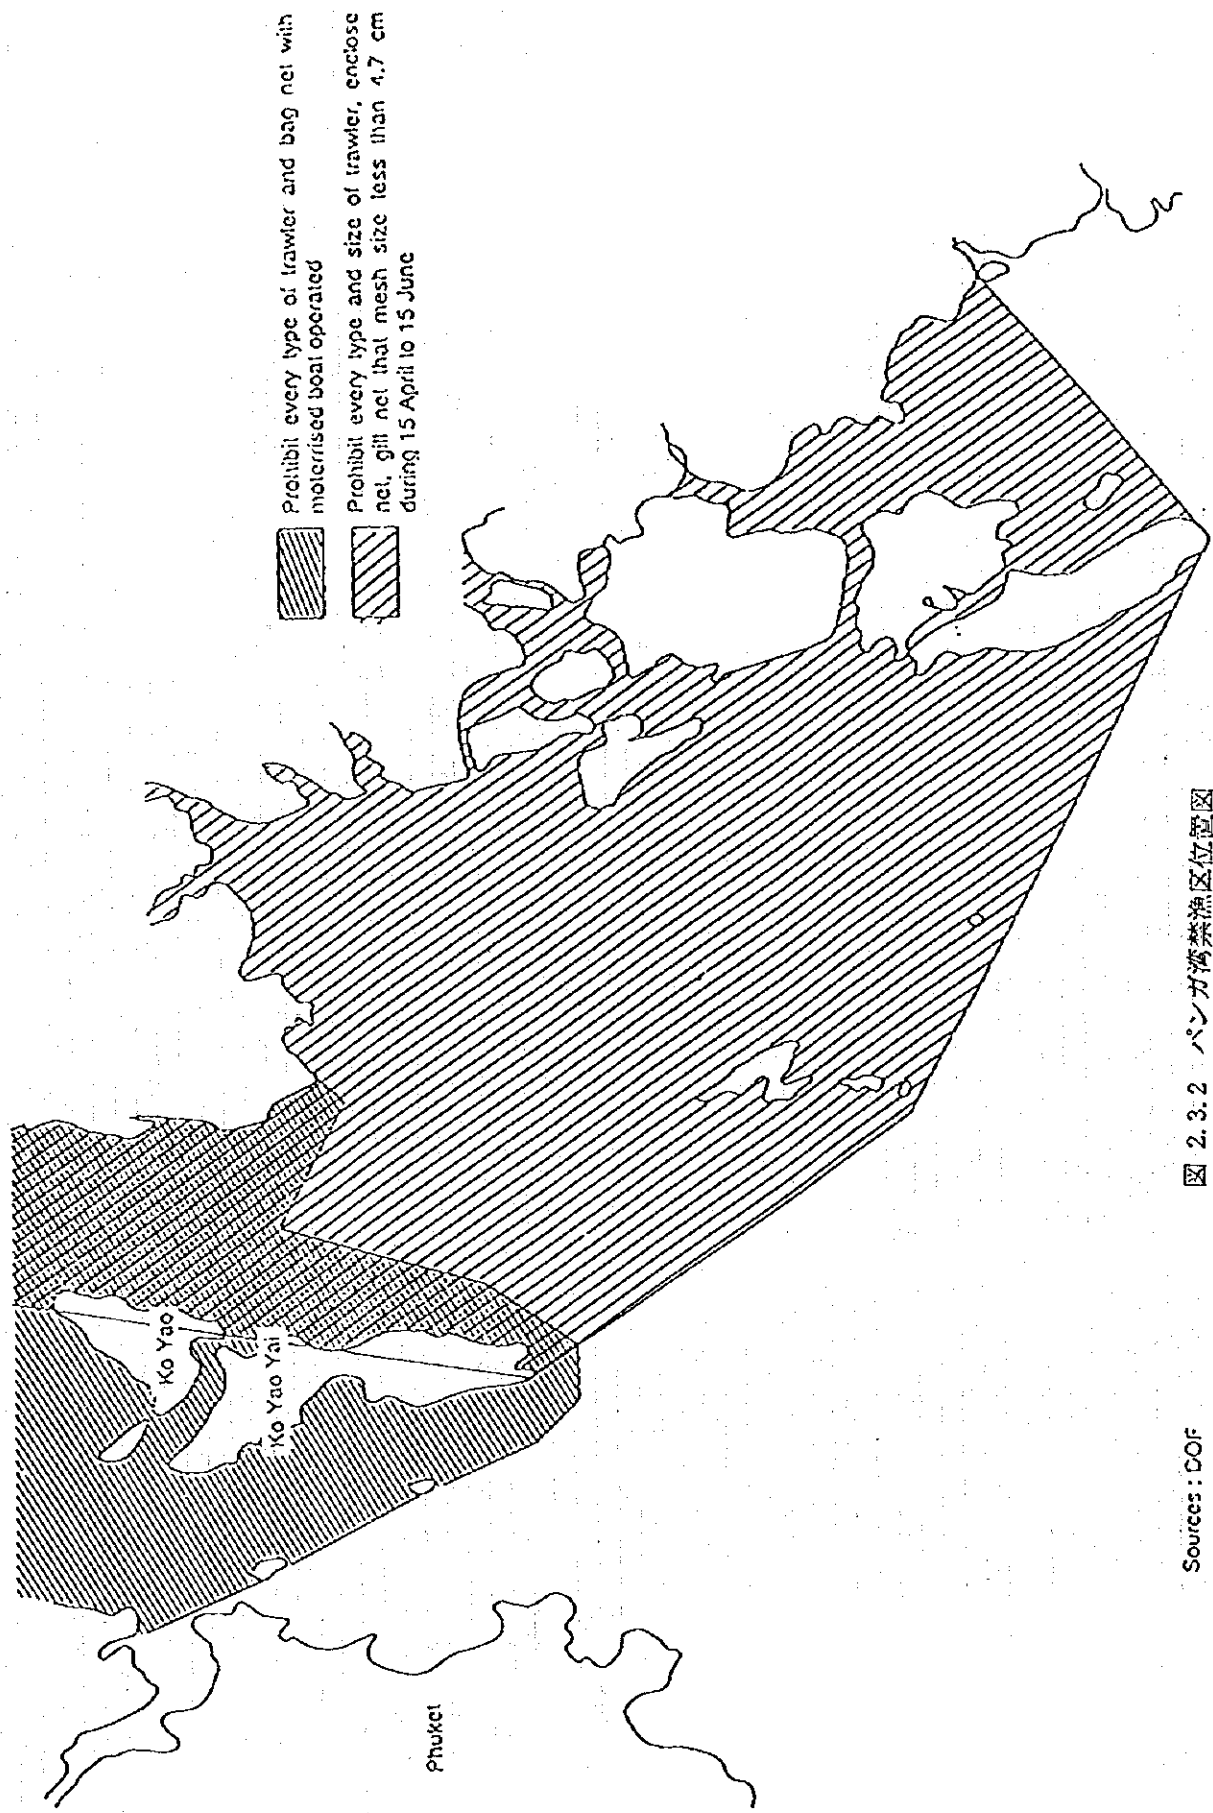 Prohibit every type of trawler and bag net with
moterrised boat operated
Prohibit every type and size of trawler, enclose
net, gill net that mesh size less than 4.7 cm
during 15 April to 15 June
Ko Yao
Ko Yao Yai
Phuket
図 2.3.2 パンガ湾禁漁区位置図
Sources : DOF